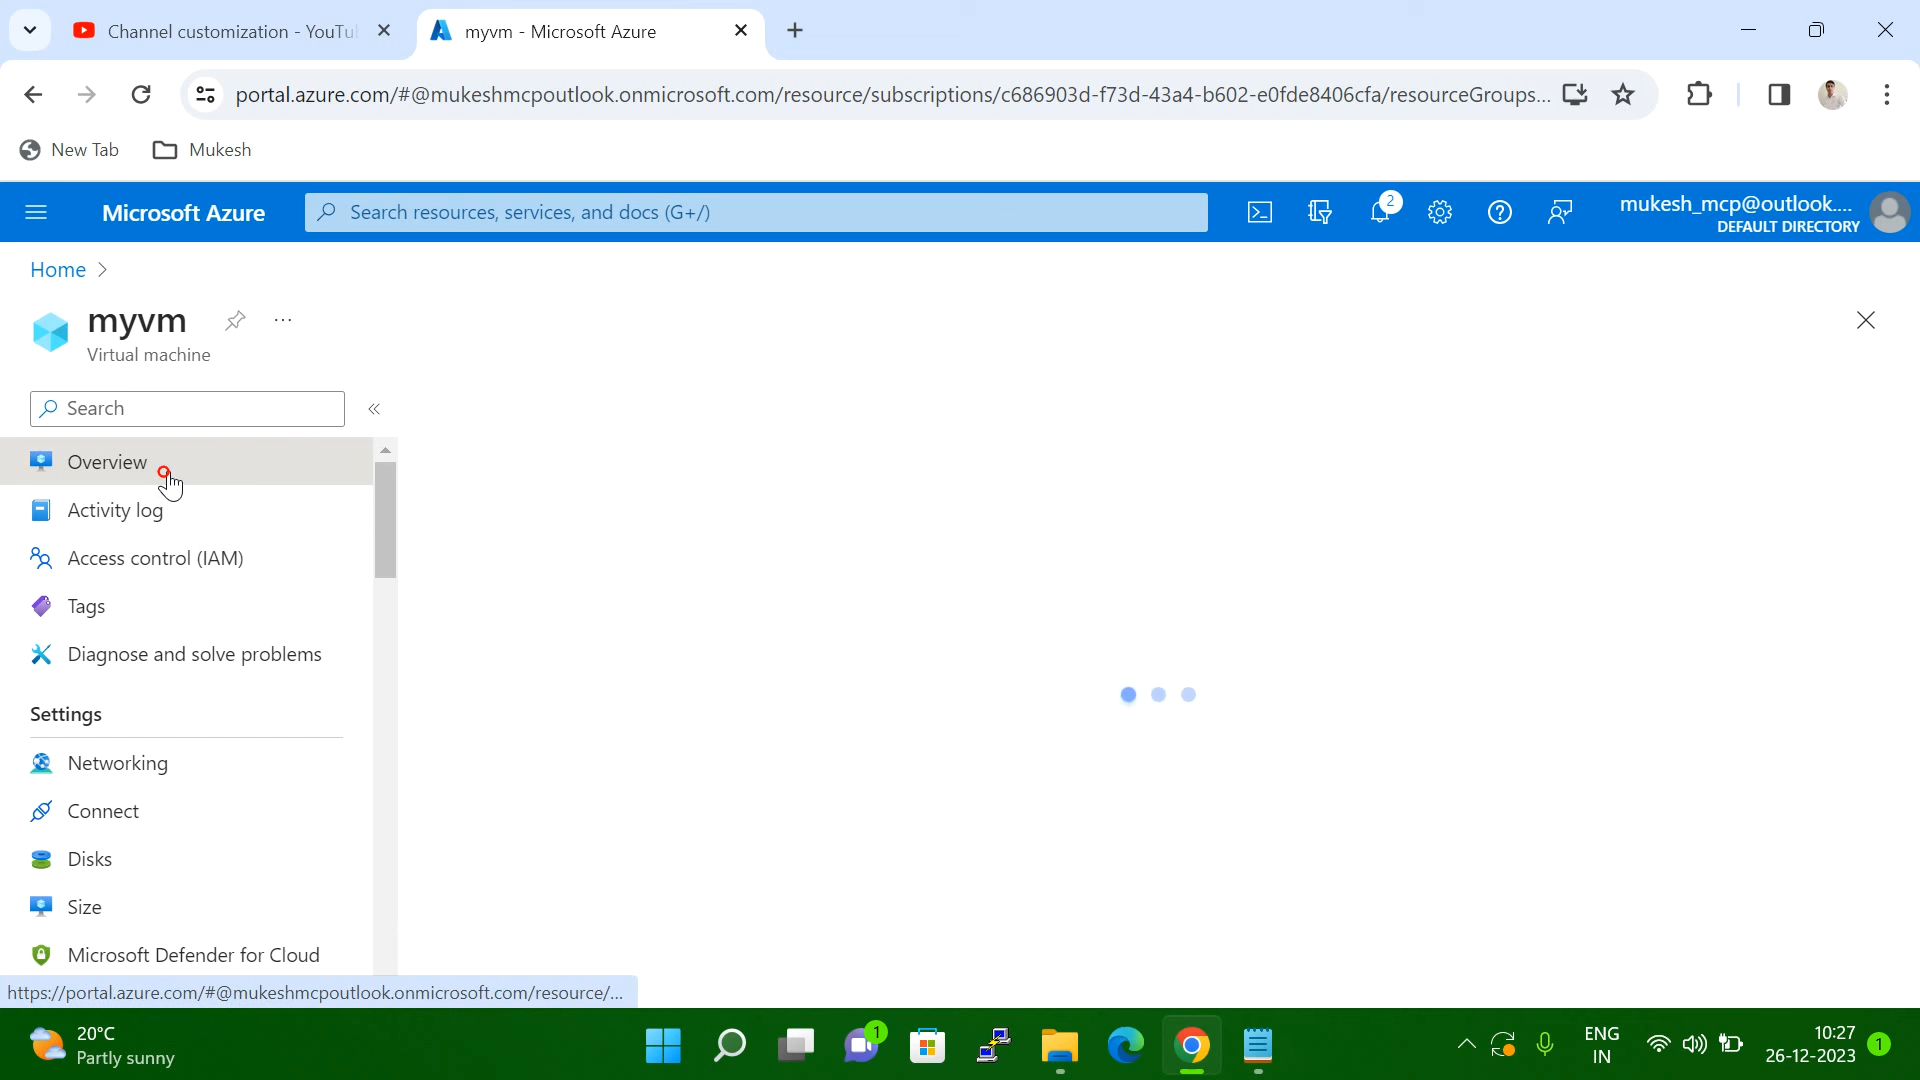 Channel customization - YouTu
myvm - Microsoft Azure
portal.azure.com/#@mukeshmcpoutlook.onmicrosoft.com/resource/subscriptions/c686903d-f73d-43a4-b602-e0fde8406cfa/resourceGroups...
New Tab
Mukesh
Microsoft Azure
Search resources, services, and docs (G+/)
2
mukesh_mcp@outlook....
DEFAULT DIRECTORY
Home
myvm
Virtual machine
Search
Overview
Activity log
Access control (IAM)
Tags
Diagnose and solve problems
Settings
Networking
Connect
Disks
Size
Microsoft Defender for Cloud
https://portal.azure.com/#@mukeshmcpoutlook.onmicrosoft.com/resource/...
20°C
Partly sunny
1
ENG
IN
10:27
26-12-2023
1